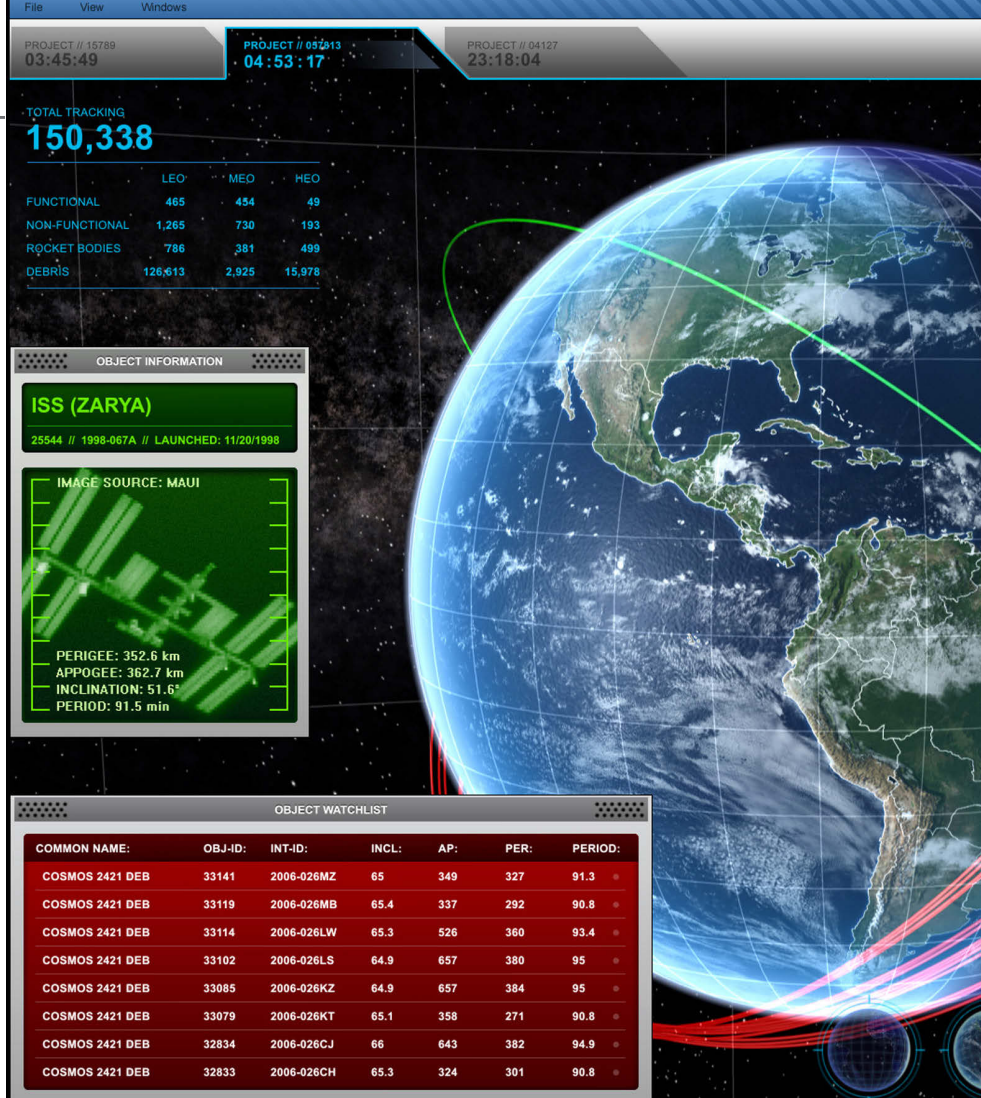 File View Windows
PROJECT // 15789
03:45:49
PROJECT // 057913
04:53:17
PROJECT // 04127
23:18:04
TOTAL TRACKING
150,338
LEO MEO HEO
FUNCTIONAL 465 454 49
NON-FUNCTIONAL 1,265 730 193
ROCKET BODIES 786 381 499
DEBRIS 126,613 2,925 15,978
OBJECT INFORMATION
ISS (ZARYA)
25544 // 1998-067A // LAUNCHED: 11/20/1998
IMAGE SOURCE: MAUI
PERIGEE: 352.6 km
APPOGEE: 362.7 km
INCLINATION: 51.6°
PERIOD: 91.5 min
OBJECT WATCHLIST
COMMON NAME: OBJ-ID: INT-ID: INCL: AP: PER: PERIOD:
COSMOS 2421 DEB 33141 2006-026MZ 65 349 327 91.3
COSMOS 2421 DEB 33119 2006-026MB 65.4 337 292 90.8
COSMOS 2421 DEB 33114 2006-026LW 65.3 526 360 93.4
COSMOS 2421 DEB 33102 2006-026LS 64.9 657 380 95
COSMOS 2421 DEB 33085 2006-026KZ 64.9 657 384 95
COSMOS 2421 DEB 33079 2006-026KT 65.1 358 271 90.8
COSMOS 2421 DEB 32834 2006-026CJ 66 643 382 94.9
COSMOS 2421 DEB 32833 2006-026CH 65.3 324 301 90.8